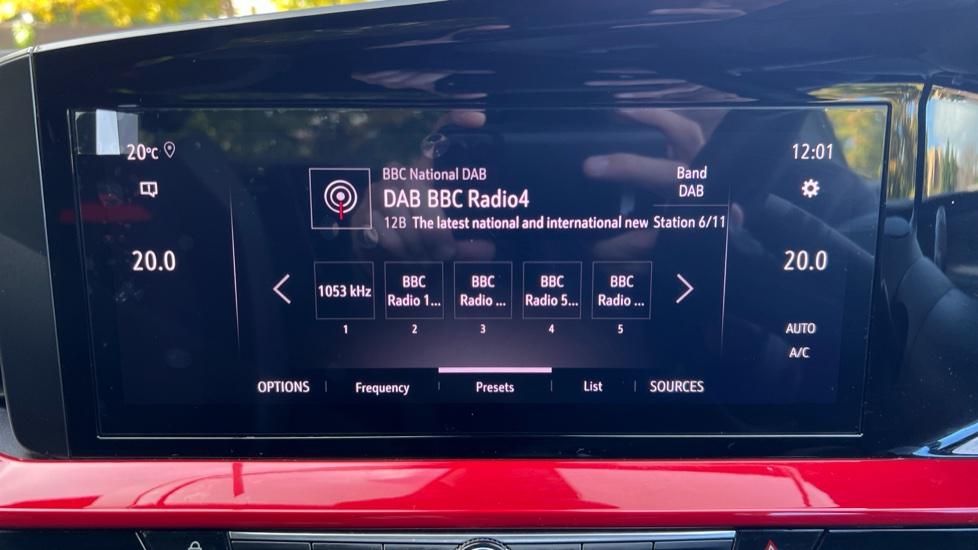 20°C
12:01
BBC National DAB
DAB BBC Radio4
12B The latest national and international new Station 6/11
Band
DAB
20.0
20.0
1053 kHz
BBC Radio 1...
BBC Radio ...
BBC Radio 5...
BBC Radio ...
1 2 3 4 5
AUTO
A/C
OPTIONS Frequency Presets List SOURCES